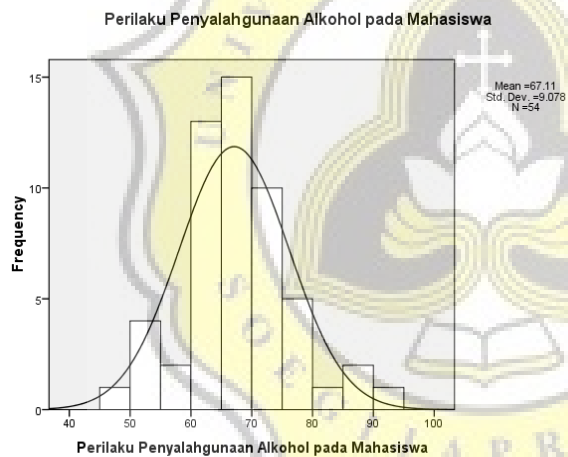 Perilaku Penyalahgunaan Alkohol pada Mahasiswa
Mean =67.11
Std. Dev. =9.078
N =54
Frequency
15
10
5
0
40 50 60 70 80 90 100
Perilaku Penyalahgunaan Alkohol pada Mahasiswa
U N I
S O E G I J A P R